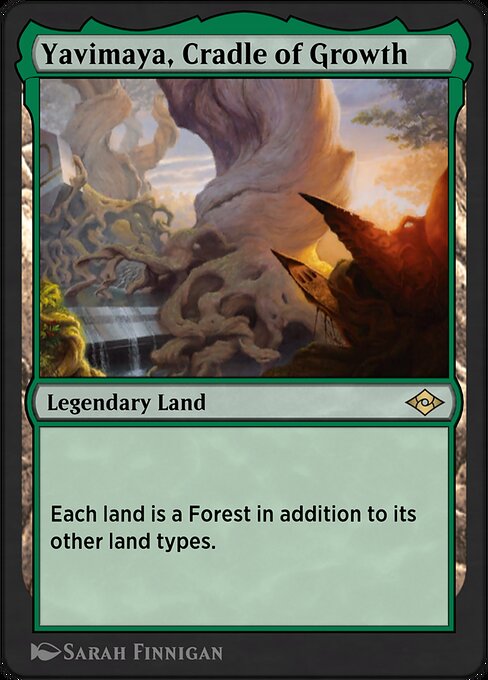 Yavimaya, Cradle of Growth
Legendary Land
Each land is a Forest in addition to its
other land types.
Sarah Finnigan